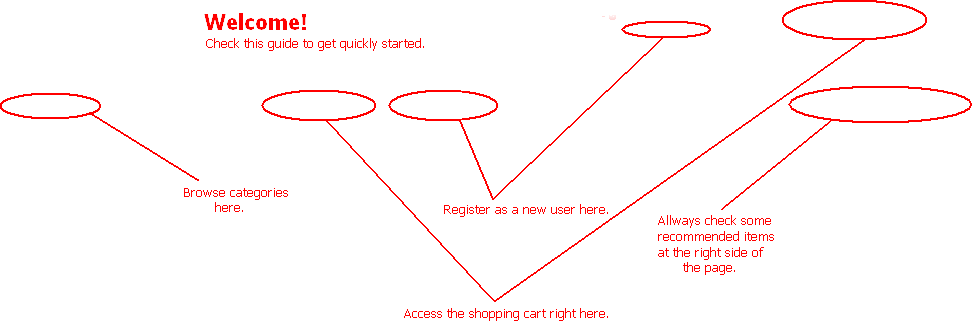 Welcome!
Check this guide to get quickly started.
Browse categories
here.
Register as a new user here.
Allways check some
recommended items
at the right side of
the page.
Access the shopping cart right here.